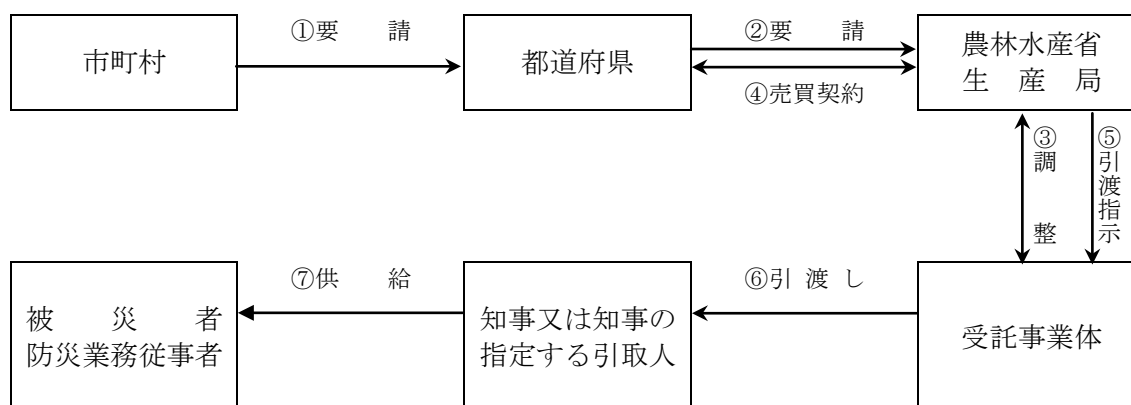 市町村
①要 請
都道府県
②要 請
④売買契約
農林水産省
生 産 局
③調 整
⑤引渡指示
被 災 者
防災業務従事者
⑦供 給
知事又は知事の
指定する引取人
⑥引 渡 し
受託事業体